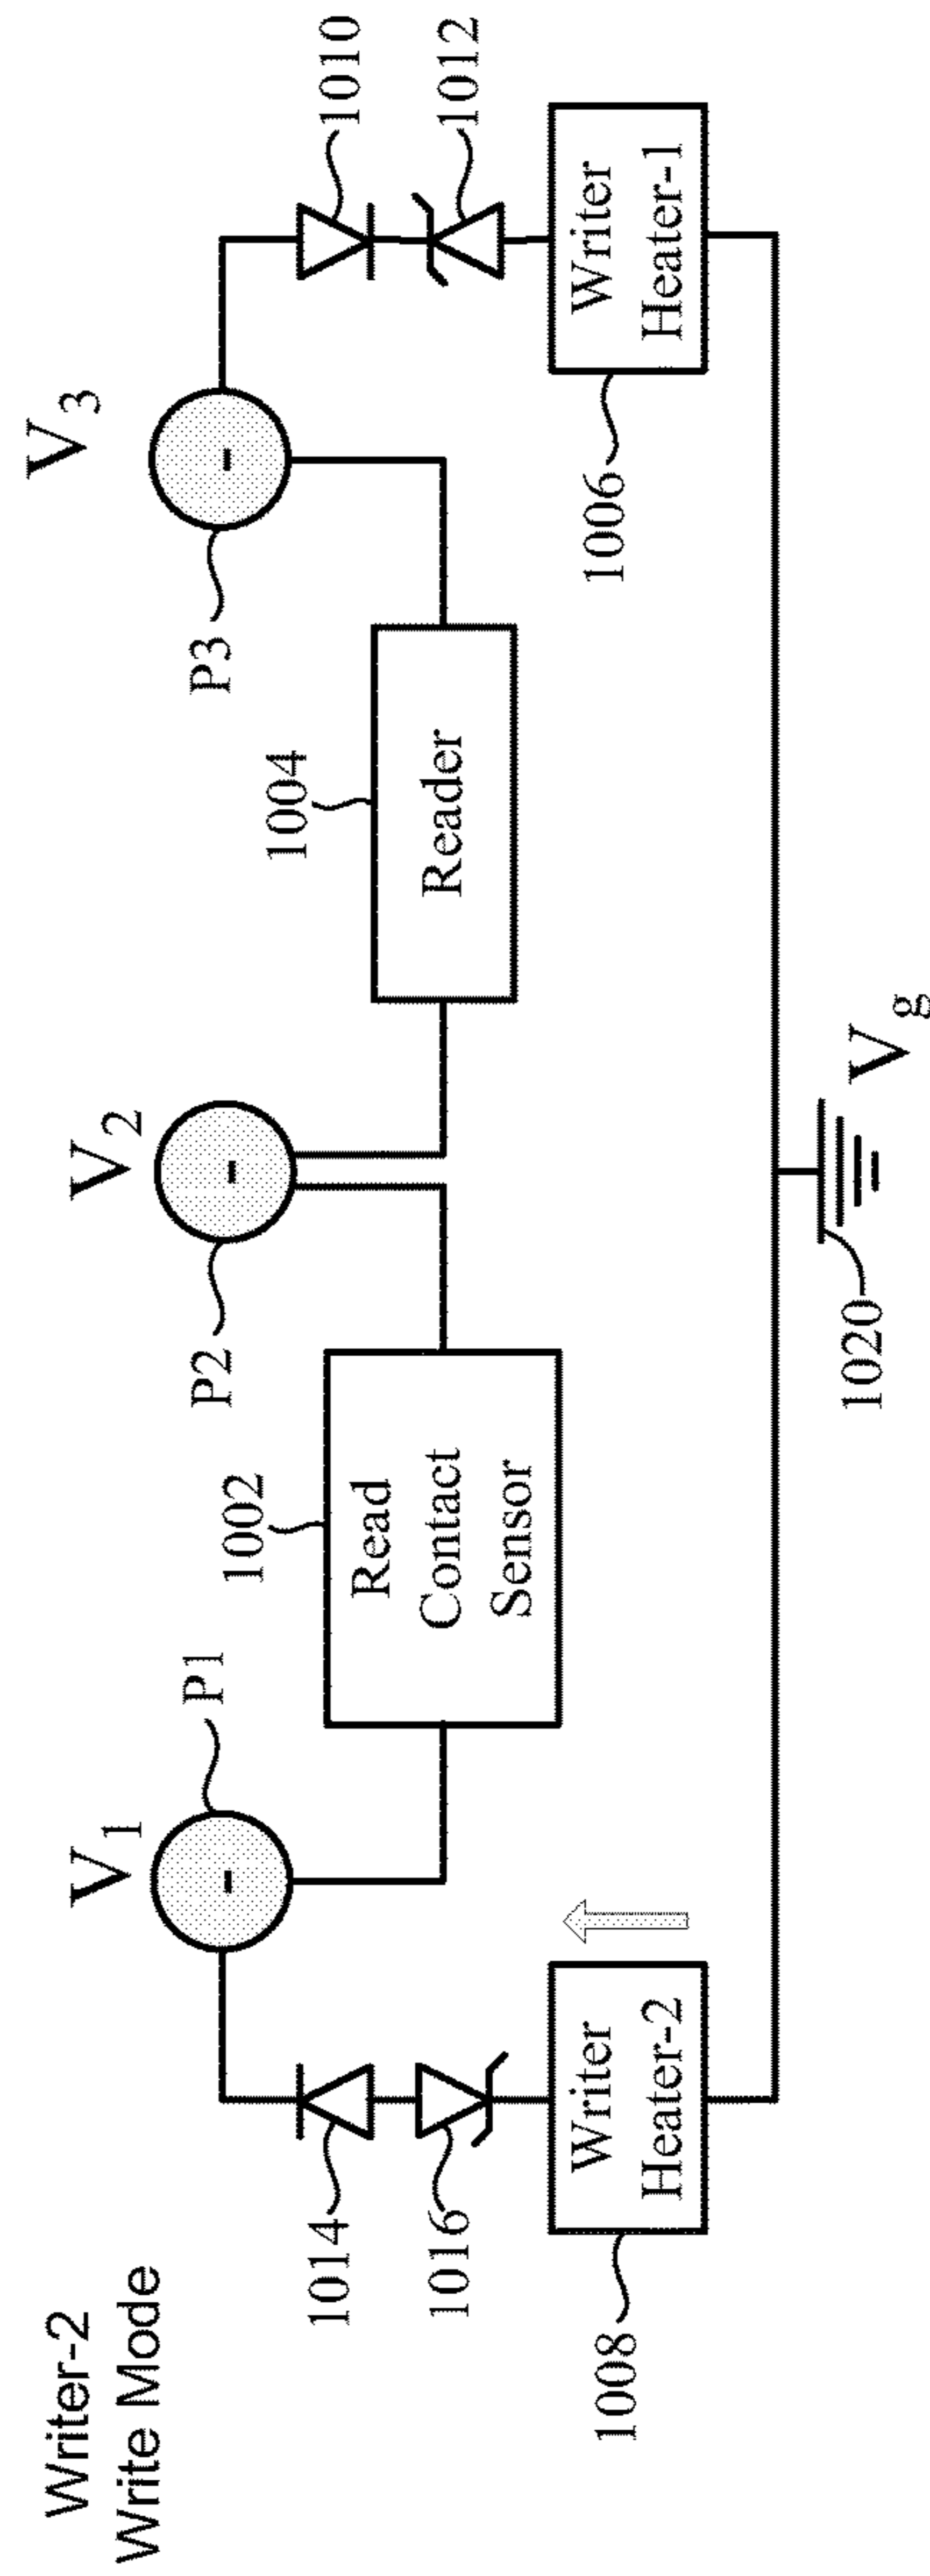 Writer-2
Write Mode
V1
V2
V3
P1
P2
P3
-
-
-
1002
1004
1010
1012
1014
1016
Read
Contact
Sensor
Reader
Writer
Heater-2
Writer
Heater-1
1008
1006
1020
Vg